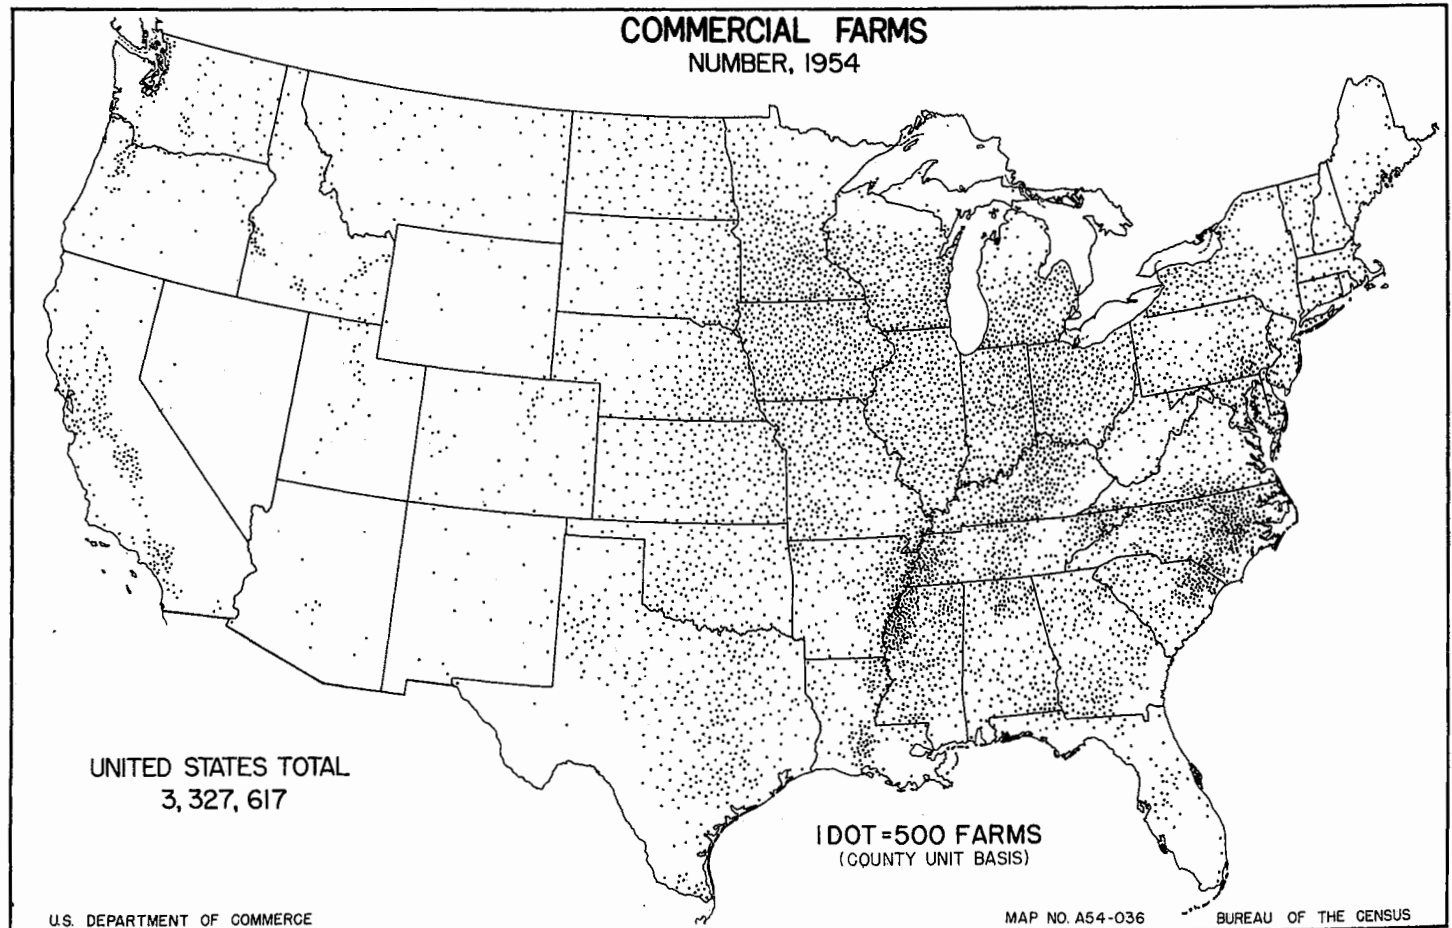 COMMERCIAL FARMS
NUMBER, 1954
UNITED STATES TOTAL
3,327,617
1 DOT=500 FARMS
(COUNTY UNIT BASIS)
U.S. DEPARTMENT OF COMMERCE
MAP NO. A54-036
BUREAU OF THE CENSUS